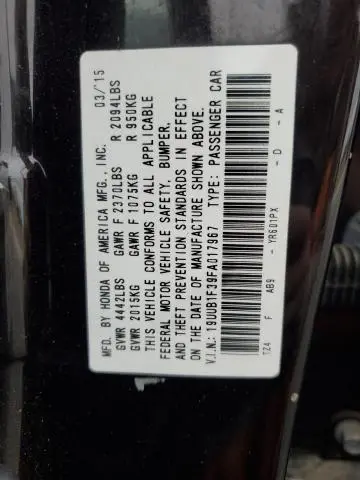 MFD. BY HONDA OF AMERICA MFG., INC. 03/'15
GVWR 4442LBS GAWR F 2370LBS R 2094LBS
GVWR 2015KG GAWR F 1075KG R 950KG
THIS VEHICLE CONFORMS TO ALL APPLICABLE
FEDERAL MOTOR VEHICLE SAFETY, BUMPER,
AND THEFT PREVENTION STANDARDS IN EFFECT
ON THE DATE OF MANUFACTURE SHOWN ABOVE.
V.I.N.: 19UUB1F39FA017967 TYPE: PASSENGER CAR
TZ4 F AB9 - YR601PX - D - A